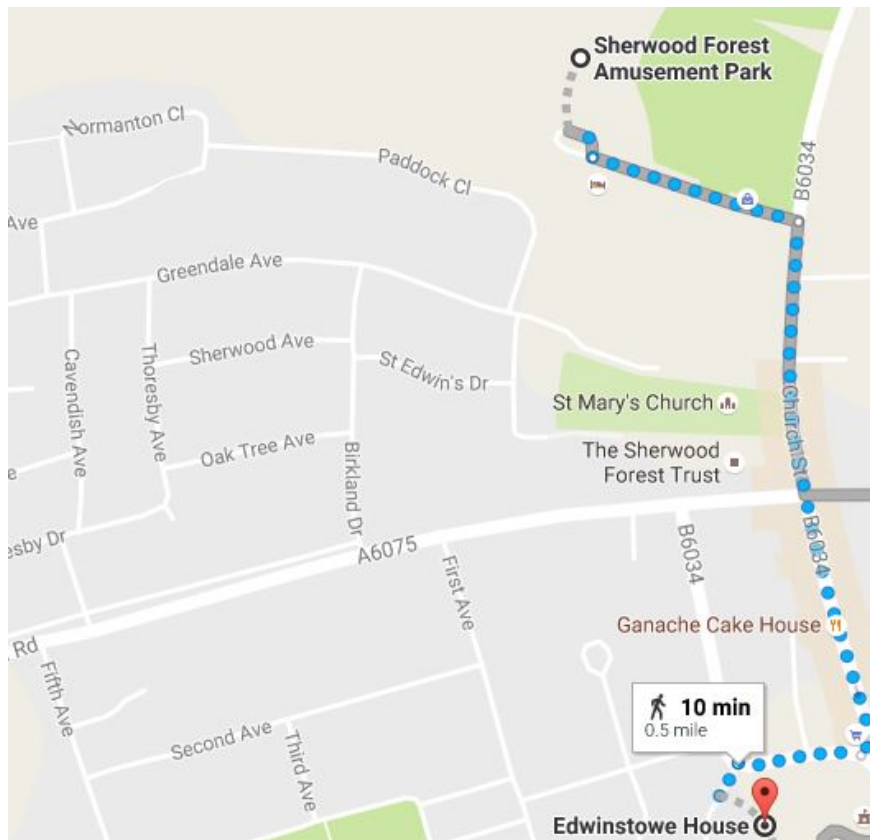 Sherwood Forest
Amusement Park
Normanton Cl
Paddock Cl
B6034
Ave
Greendale Ave
Sherwood Ave
St Edwin's Dr
Cavendish Ave
Thoresby Ave
St Mary's Church
Church St
Oak Tree Ave
Birkland Dr
The Sherwood
Forest Trust
esby Dr
A6075
B6034
B6034
First Ave
Ganache Cake House
Rd
Fifth Ave
10 min
0.5 mile
Second Ave
Third Ave
Edwinstowe House